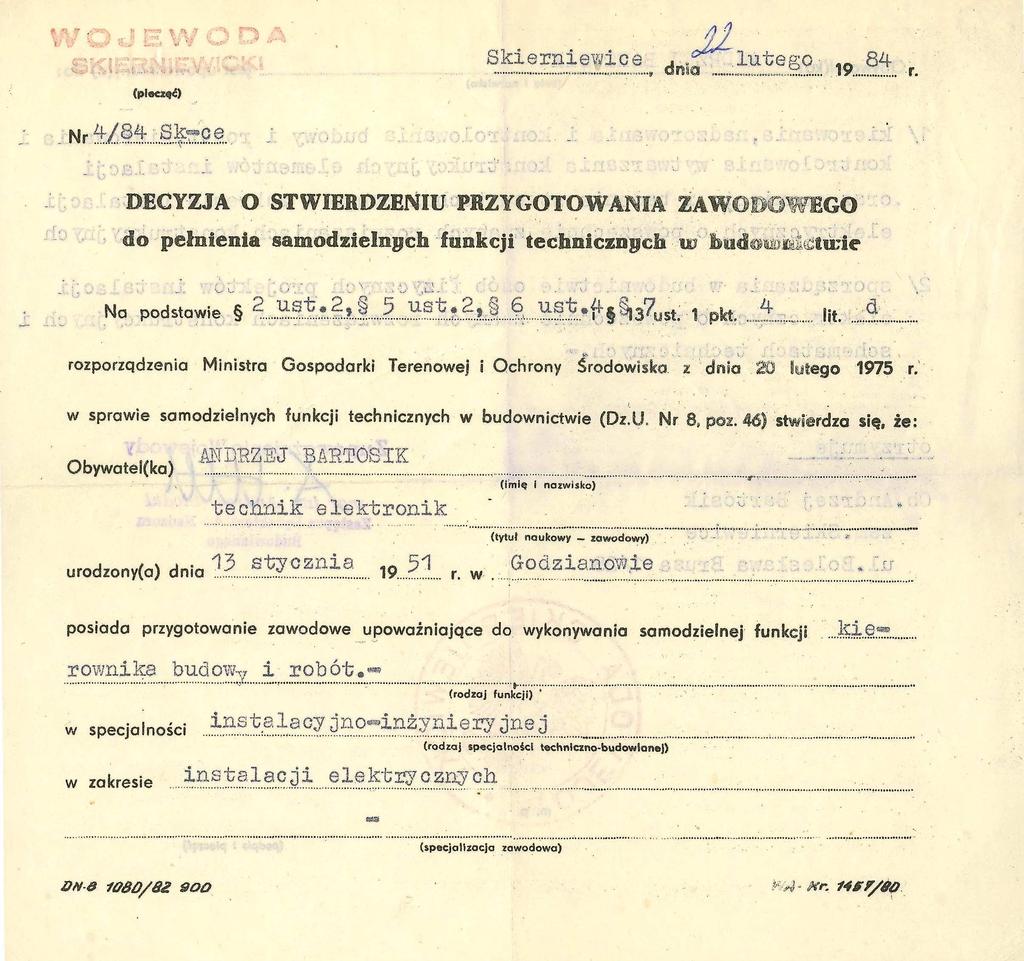 WOJEWODA
SKIERNIEWICKI
(pieczęć)
Skierniewice, dnia 22 lutego 1984 r.
Nr 4/84 Sk-ce
DECYZJA O STWIERDZENIU PRZYGOTOWANIA ZAWODOWEGO
do pełnienia samodzielnych funkcji technicznych w budownictwie
Na podstawie § 2 ust.2,§ 5 ust.2,§ 6 ust.4 § 13 ust. 1 pkt. 4 lit. d
rozporządzenia Ministra Gospodarki Terenowej i Ochrony Środowiska z dnia 20 lutego 1975 r.
w sprawie samodzielnych funkcji technicznych w budownictwie (Dz.U. Nr 8, poz. 46) stwierdza się, że:
Obywatel(ka) ANDRZEJ BARTOSIK
(imię i nazwisko)
technik elektronik
(tytuł naukowy — zawodowy)
urodzony(a) dnia 13 stycznia 1951 r. w Godzianowie
posiada przygotowanie zawodowe upoważniające do wykonywania samodzielnej funkcji kie-
rownika budowy i robót.-
(rodzaj funkcji)
w specjalności instalacyjno-inżynieryjnej
(rodzaj specjalności techniczno-budowlanej)
w zakresie instalacji elektrycznych
-
(specjalizacja zawodowa)
DN-8 1080/82 900
Nr. 1457/80